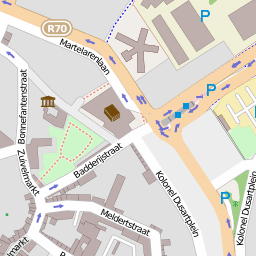 R70
Martelarenlaan
P
P
Bonnefantenstraat
Zuivelmarkt
Badderijstraat
Kolonel Dusartplein
P
Meldertstraat
Kolonel Dusartplein